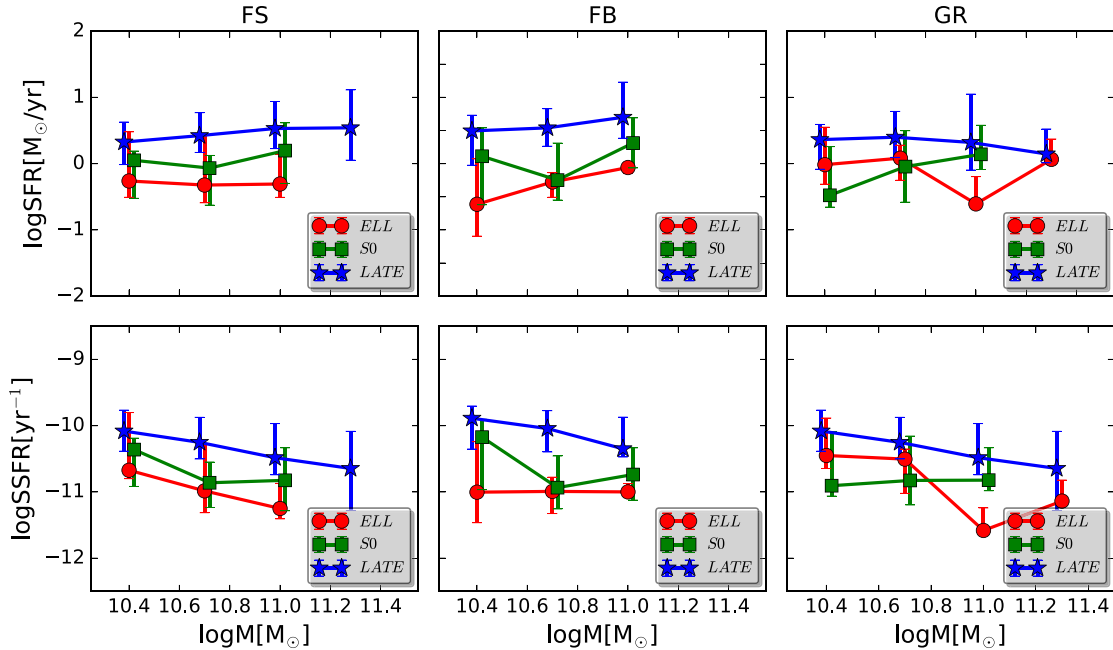 FS FB GR
logSFR[M⊙/yr]
2
1
0
−1
−2
ELL
S0
LATE
ELL
S0
LATE
ELL
S0
LATE
logSSFR[yr−1]
−9
−10
−11
−12
ELL
S0
LATE
ELL
S0
LATE
ELL
S0
LATE
10.4 10.6 10.8 11.0 11.2 11.4 10.4 10.6 10.8 11.0 11.2 11.4 10.4 10.6 10.8 11.0 11.2 11.4
logM[M⊙] logM[M⊙] logM[M⊙]